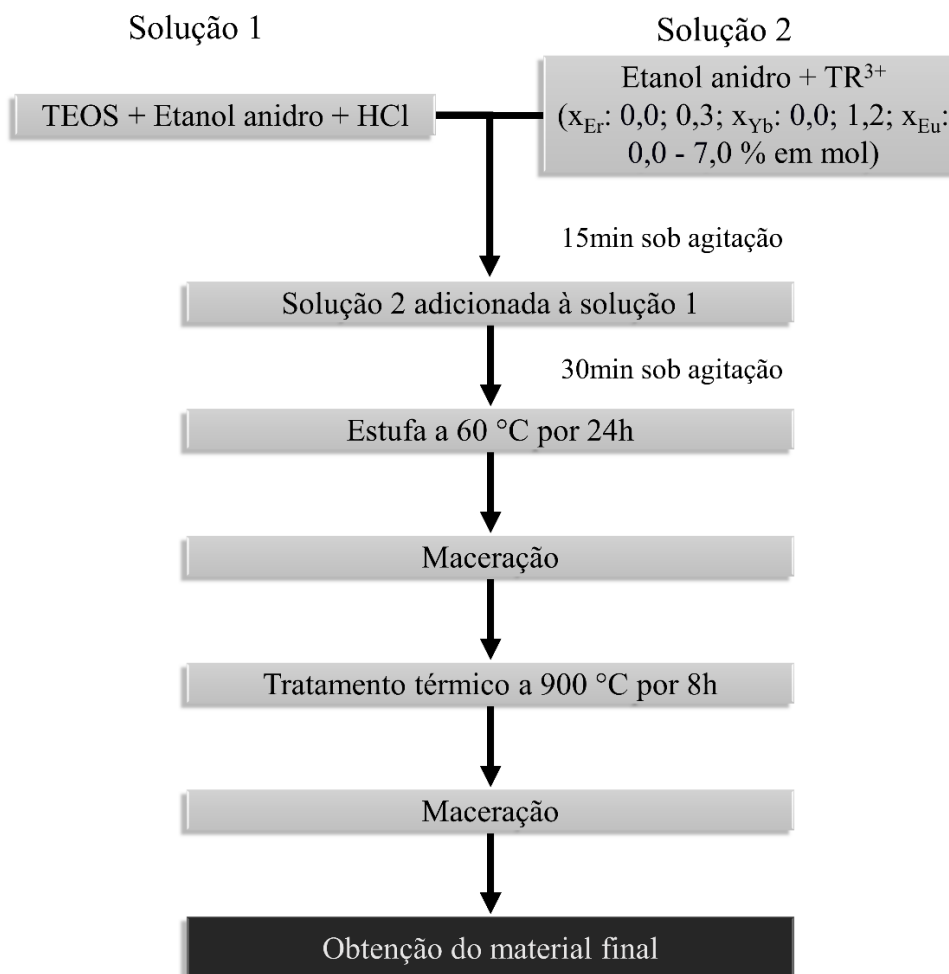 Solução 1
Solução 2
TEOS + Etanol anidro + HCl
Etanol anidro + TR³⁺
(x_Er: 0,0; 0,3; x_Yb: 0,0; 1,2; x_Eu:
0,0 - 7,0 % em mol)
15min sob agitação
Solução 2 adicionada à solução 1
30min sob agitação
Estufa a 60 °C por 24h
Maceração
Tratamento térmico a 900 °C por 8h
Maceração
Obtenção do material final